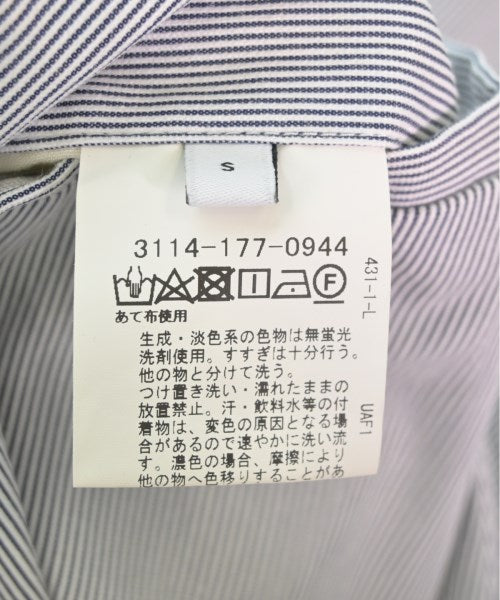 S
3114-177-0944
F
あて布使用
生成・淡色系の色物は無蛍光
洗剤使用。すすぎは十分行う。
他の物と分けて洗う。
つけ置き洗い・濡れたままの
放置禁止。汗・飲料水等の付
着物は、変色の原因となる場
合があるので速やかに洗い流
す。濃色の場合、摩擦により
他の物へ色移りすることがあ
431-1-L
UAF1